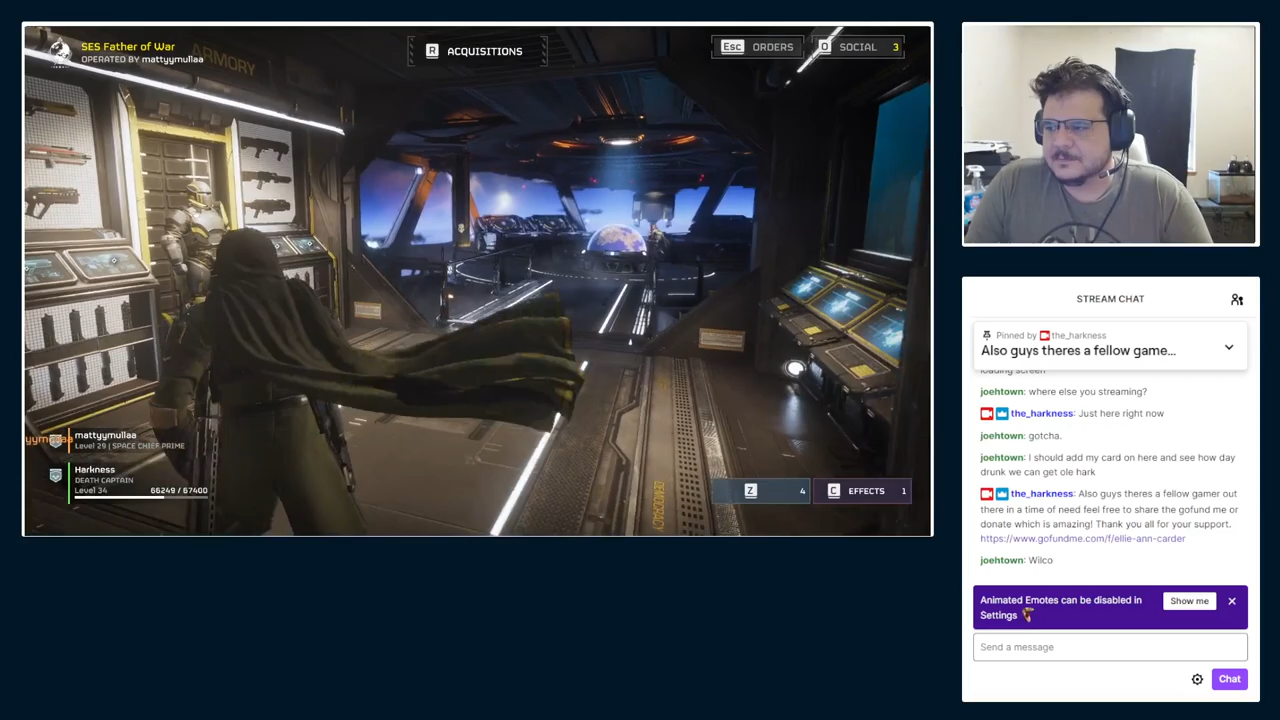 SES Father of War
OPERATED BY mattyymullaa
ARMORY
R ACQUISITIONS
Esc ORDERS
O SOCIAL 3
mattyymullaa
Level 29 | SPACE CHIEF PRIME
Harkness
DEATH CAPTAIN
Level 34
66249 / 57400
DEMOCRACY
Z 4
C EFFECTS 1
STREAM CHAT
Pinned by the_harkness
Also guys theres a fellow game...
loading screen
joehtown: where else you streaming?
the_harkness: Just here right now
joehtown: gotcha.
joehtown: I should add my card on here and see how day
drunk we can get ole hark
the_harkness: Also guys theres a fellow gamer out
there in a time of need feel free to share the gofund me or
donate which is amazing! Thank you all for your support.
https://www.gofundme.com/f/ellie-ann-carder
joehtown: Wilco
Animated Emotes can be disabled in
Settings
Show me
Send a message
Chat